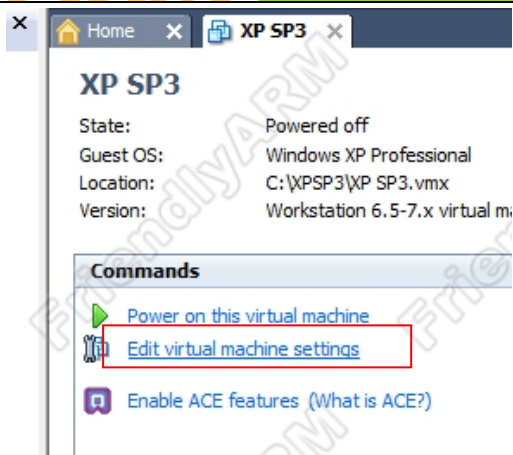 Home
XP SP3
XP SP3
State: Powered off
Guest OS: Windows XP Professional
Location: C:\XPSP3\XP SP3.vmx
Version: Workstation 6.5-7.x virtual
Commands
Power on this virtual machine
Edit virtual machine settings
Enable ACE features (What is ACE?)
FriendlyARM